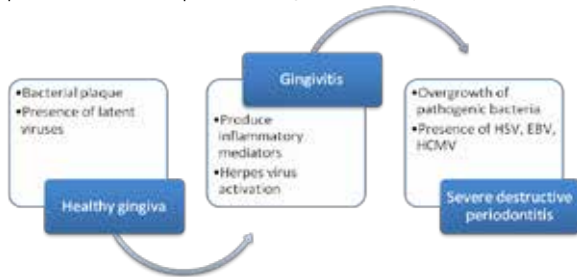 •Bacterial plaque
•Presence of latent
viruses
Healthy gingiva
Gingivitis
•Produce
inflammatory
mediators
•Herpes virus
activation
•Overgrowth of
pathogenic bacteria
•Presence of HSV, EBV,
HCMV
Severe destructive
periodontitis